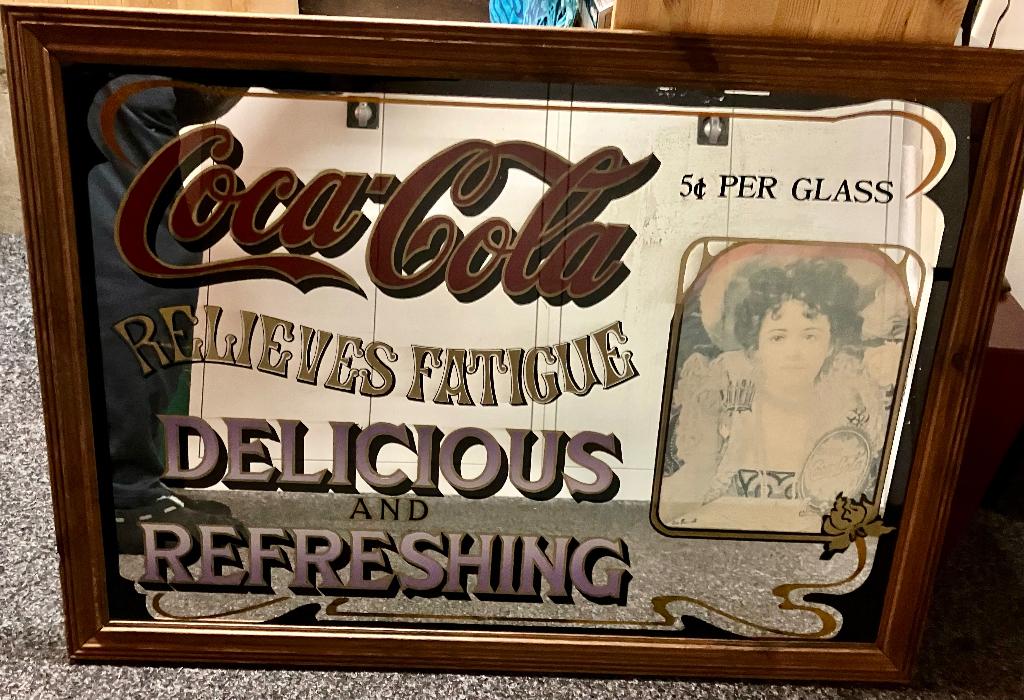 Coca-Cola
5¢ PER GLASS
RELIEVES FATIGUE
DELICIOUS
AND
REFRESHING